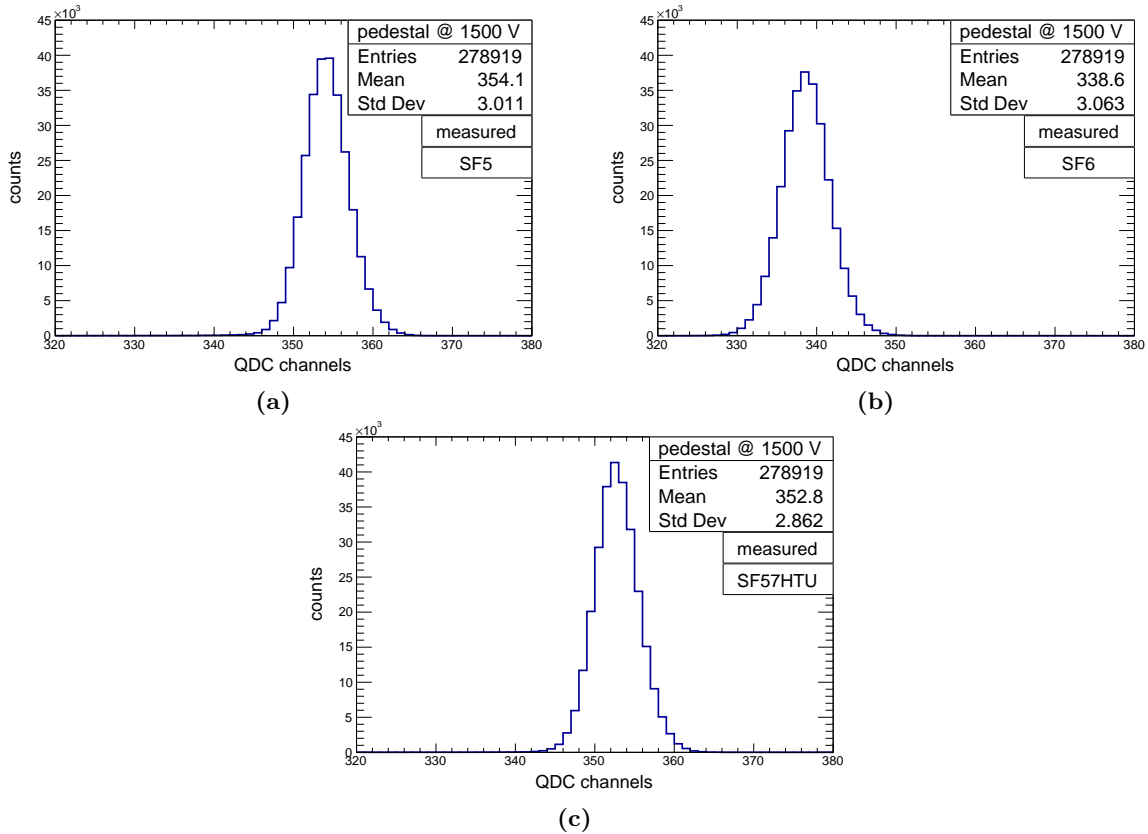 45 ×10³
pedestal @ 1500 V
Entries 278919
Mean 354.1
Std Dev 3.011
measured
SF5
40
35
30
25
20
15
10
5
0
counts
320 330 340 350 360 370 380
QDC channels
(a)
45 ×10³
pedestal @ 1500 V
Entries 278919
Mean 338.6
Std Dev 3.063
measured
SF6
40
35
30
25
20
15
10
5
0
counts
320 330 340 350 360 370 380
QDC channels
(b)
45 ×10³
pedestal @ 1500 V
Entries 278919
Mean 352.8
Std Dev 2.862
measured
SF57HTU
40
35
30
25
20
15
10
5
0
counts
320 330 340 350 360 370 380
QDC channels
(c)